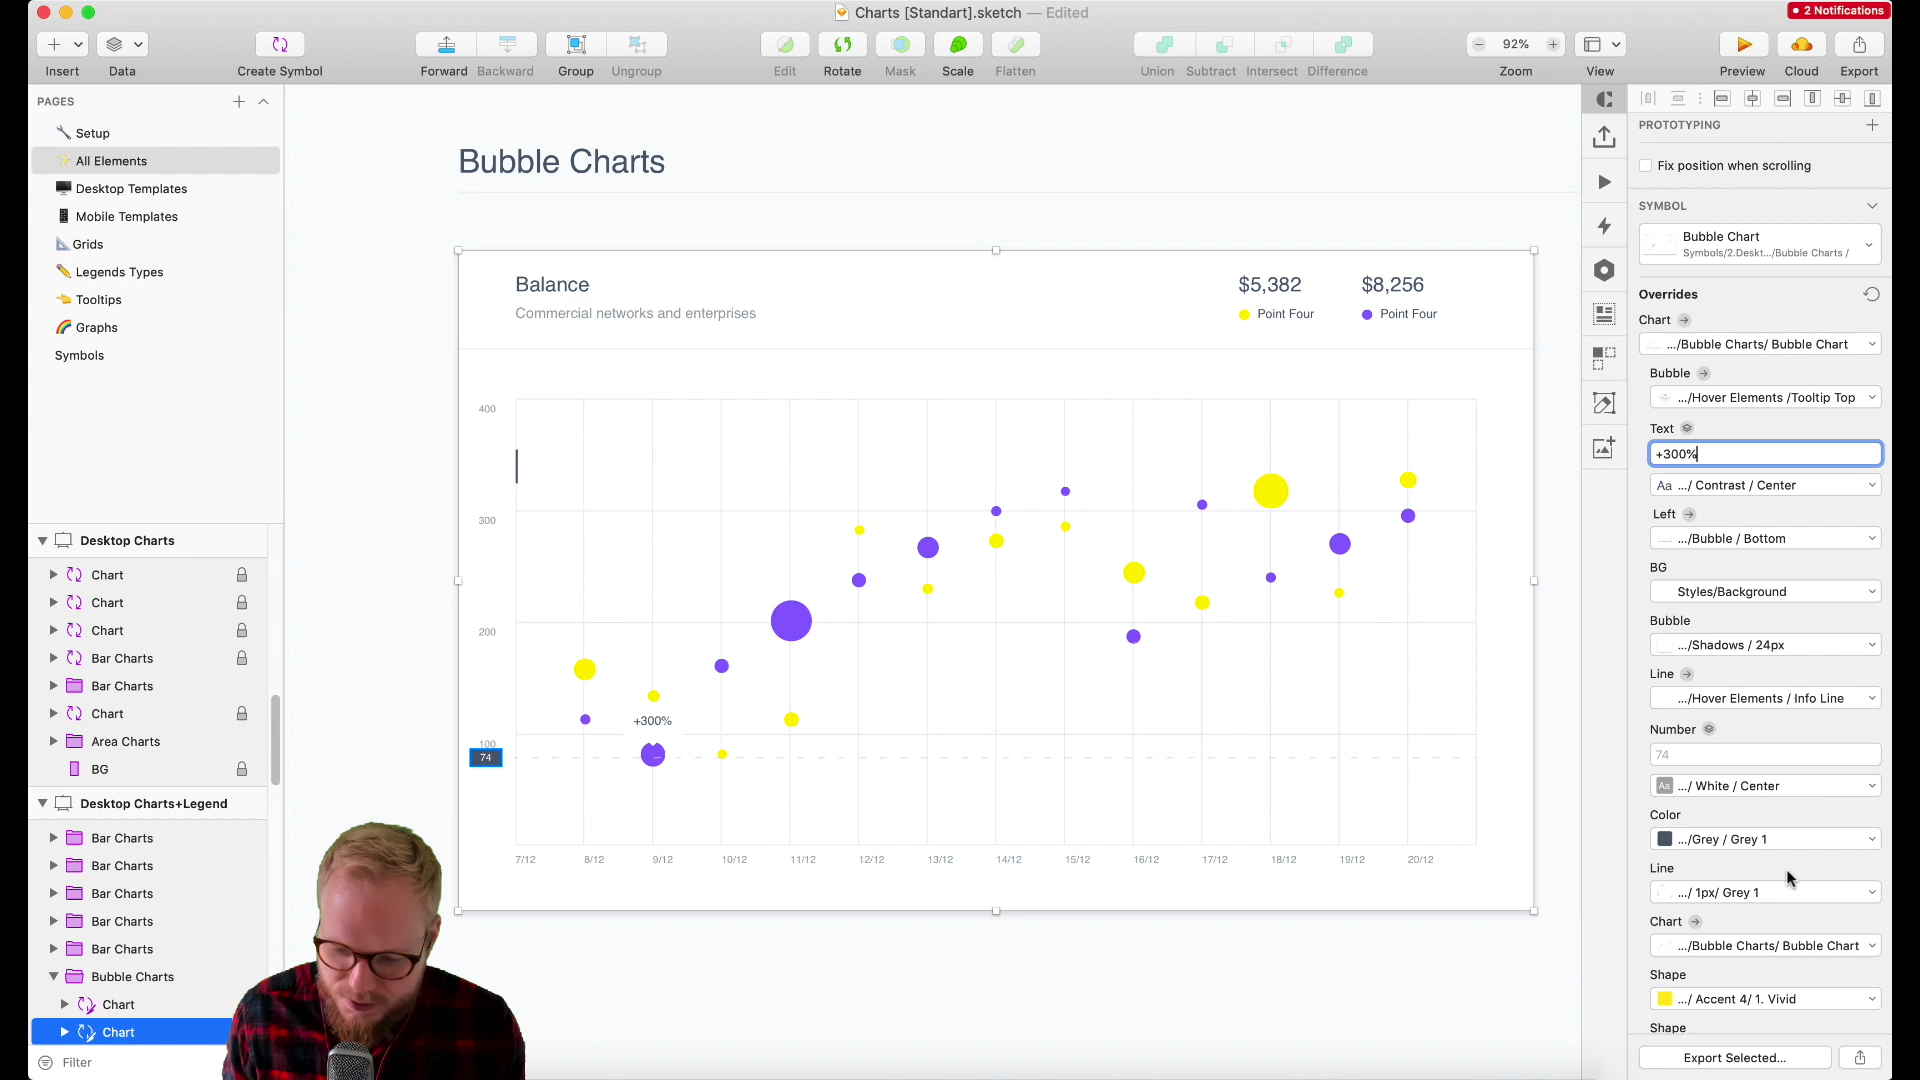 Charts [Standart].sketch — Edited
2 Notifications
Insert
Data
Create Symbol
Forward
Backward
Group
Ungroup
Edit
Rotate
Mask
Scale
Flatten
Union
Subtract
Intersect
Difference
92%
Zoom
View
Preview
Cloud
Export
PAGES
Setup
All Elements
Desktop Templates
Mobile Templates
Grids
Legends Types
Tooltips
Graphs
Symbols
Desktop Charts
Chart
Chart
Chart
Bar Charts
Bar Charts
Chart
Area Charts
BG
Desktop Charts+Legend
Bar Charts
Bar Charts
Bar Charts
Bar Charts
Bar Charts
Bubble Charts
Chart
Chart
Filter
Bubble Charts
Balance
Commercial networks and enterprises
$5,382
Point Four
$8,256
Point Four
400
300
200
100
74
+300%
7/12 8/12 9/12 10/12 11/12 12/12 13/12 14/12 15/12 16/12 17/12 18/12 19/12 20/12
PROTOTYPING
Fix position when scrolling
SYMBOL
Bubble Chart
Symbols/2.Deskt.../Bubble Charts /
Overrides
Chart
.../Bubble Charts/ Bubble Chart
Bubble
.../Hover Elements /Tooltip Top
Text
+300%
Aa .../ Contrast / Center
Left
.../Bubble / Bottom
BG
Styles/Background
Bubble
.../Shadows / 24px
Line
.../Hover Elements / Info Line
Number
74
Aa .../ White / Center
Color
.../Grey / Grey 1
Line
.../ 1px/ Grey 1
Chart
.../Bubble Charts/ Bubble Chart
Shape
.../ Accent 4/ 1. Vivid
Shape
Export Selected...